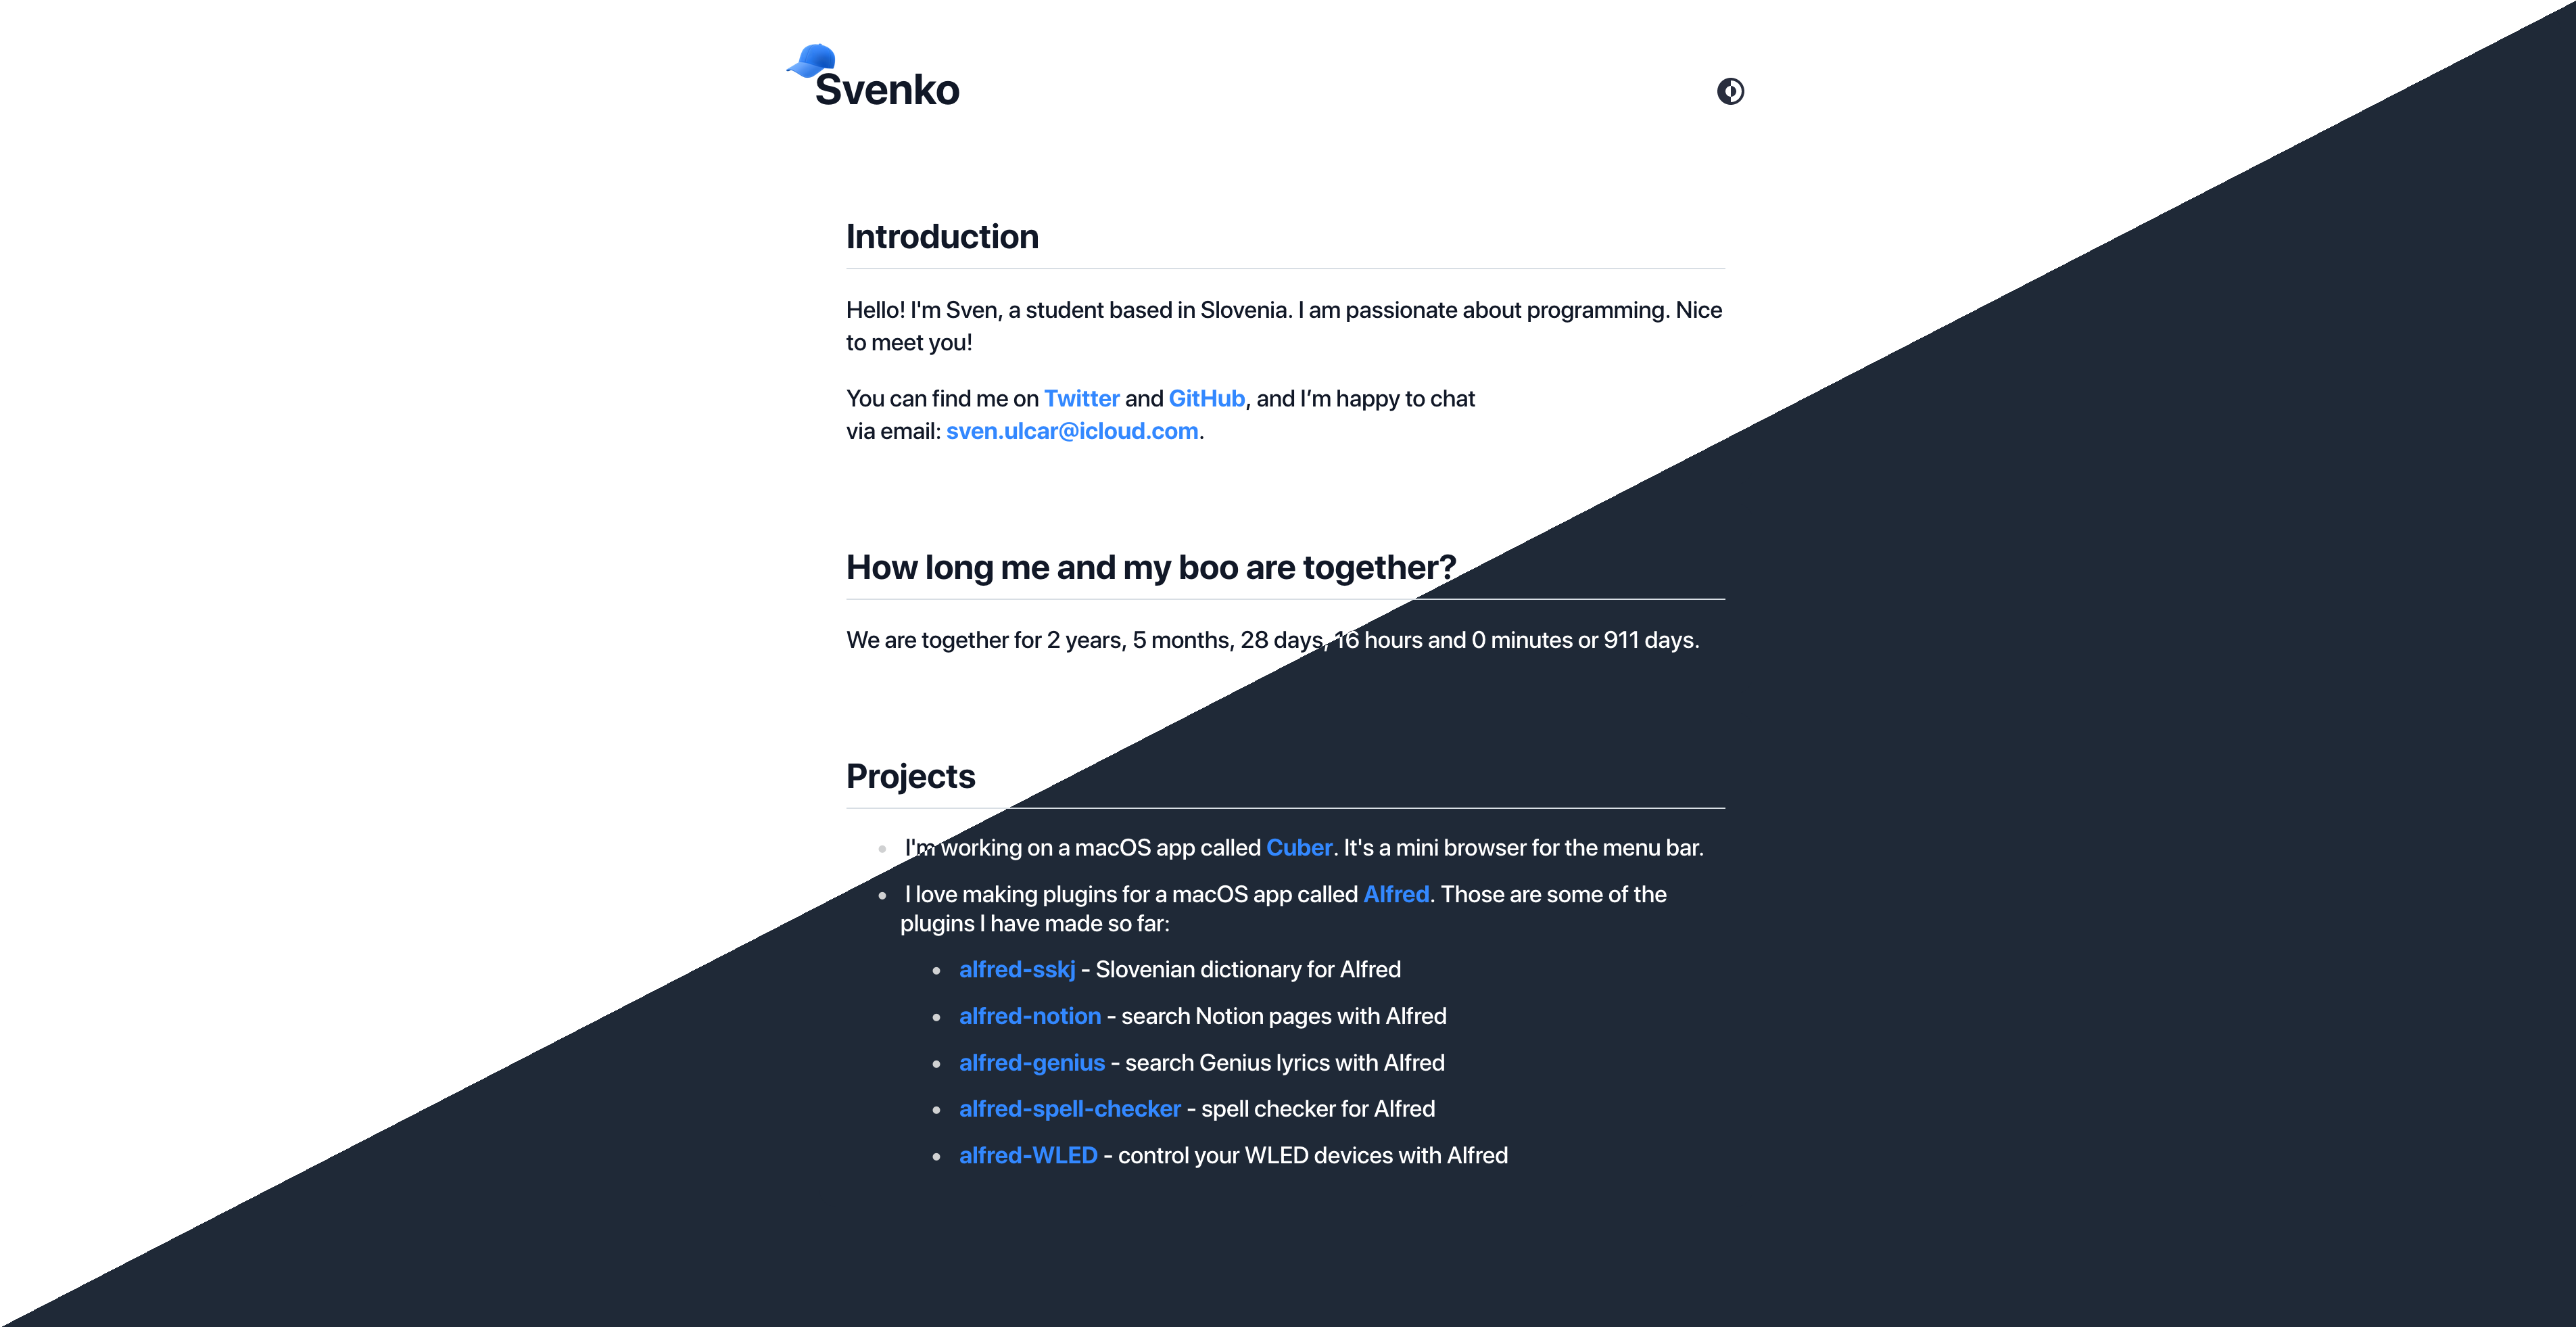 Svenko
Introduction
Hello! I'm Sven, a student based in Slovenia. I am passionate about programming. Nice
to meet you!
You can find me on Twitter and GitHub, and I’m happy to chat
via email: sven.ulcar@icloud.com.
How long me and my boo are together?
We are together for 2 years, 5 months, 28 days, 16 hours and 0 minutes or 911 days.
Projects
I'm working on a macOS app called Cuber. It's a mini browser for the menu bar.
I love making plugins for a macOS app called Alfred. Those are some of the
plugins I have made so far:
alfred-sskj - Slovenian dictionary for Alfred
alfred-notion - search Notion pages with Alfred
alfred-genius - search Genius lyrics with Alfred
alfred-spell-checker - spell checker for Alfred
alfred-WLED - control your WLED devices with Alfred